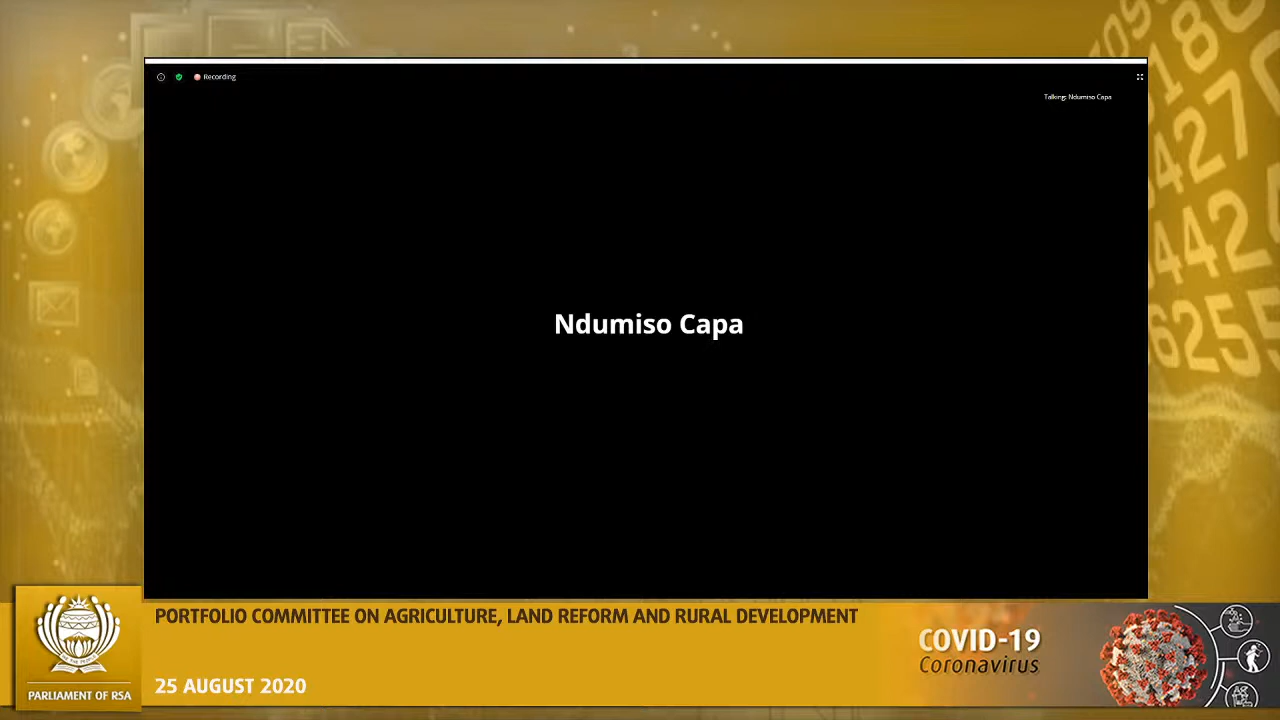 Recording
Talking: Ndumiso Capa
Ndumiso Capa
PORTFOLIO COMMITTEE ON AGRICULTURE, LAND REFORM AND RURAL DEVELOPMENT
COVID-19
Coronavirus
PARLIAMENT OF RSA
25 AUGUST 2020